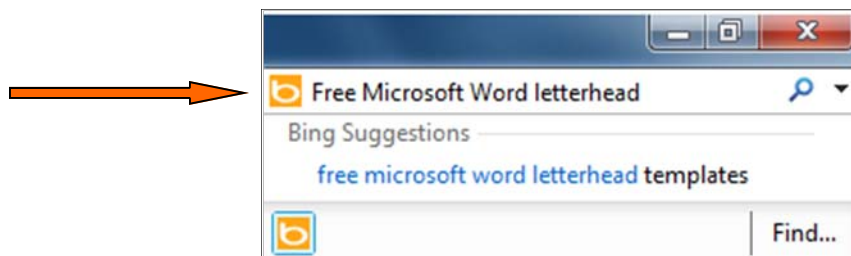 Free Microsoft Word letterhead
Bing Suggestions
free microsoft word letterhead templates
Find...